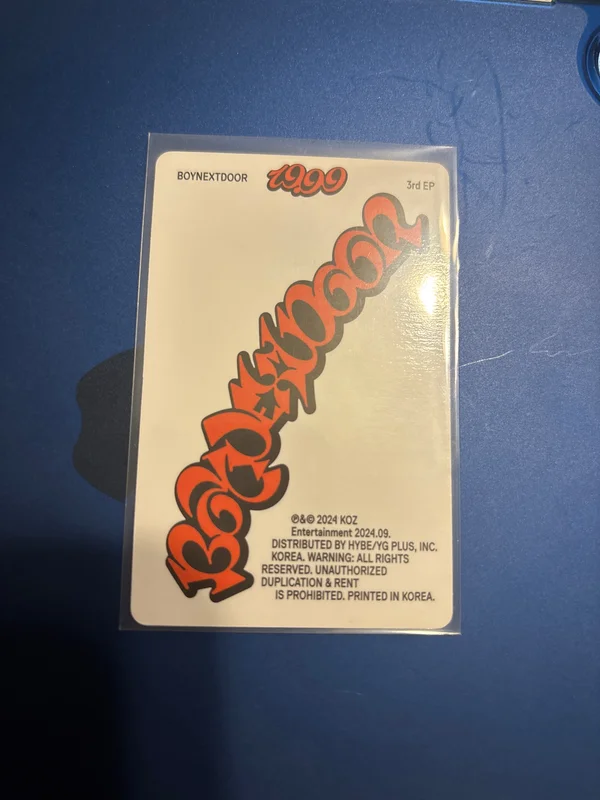 BOYNEXTDOOR
19.99
3rd EP
BOYNEXTDOOR
℗&© 2024 KOZ
Entertainment 2024.09.
DISTRIBUTED BY HYBE/YG PLUS, INC.
KOREA. WARNING: ALL RIGHTS
RESERVED. UNAUTHORIZED
DUPLICATION & RENT
IS PROHIBITED. PRINTED IN KOREA.